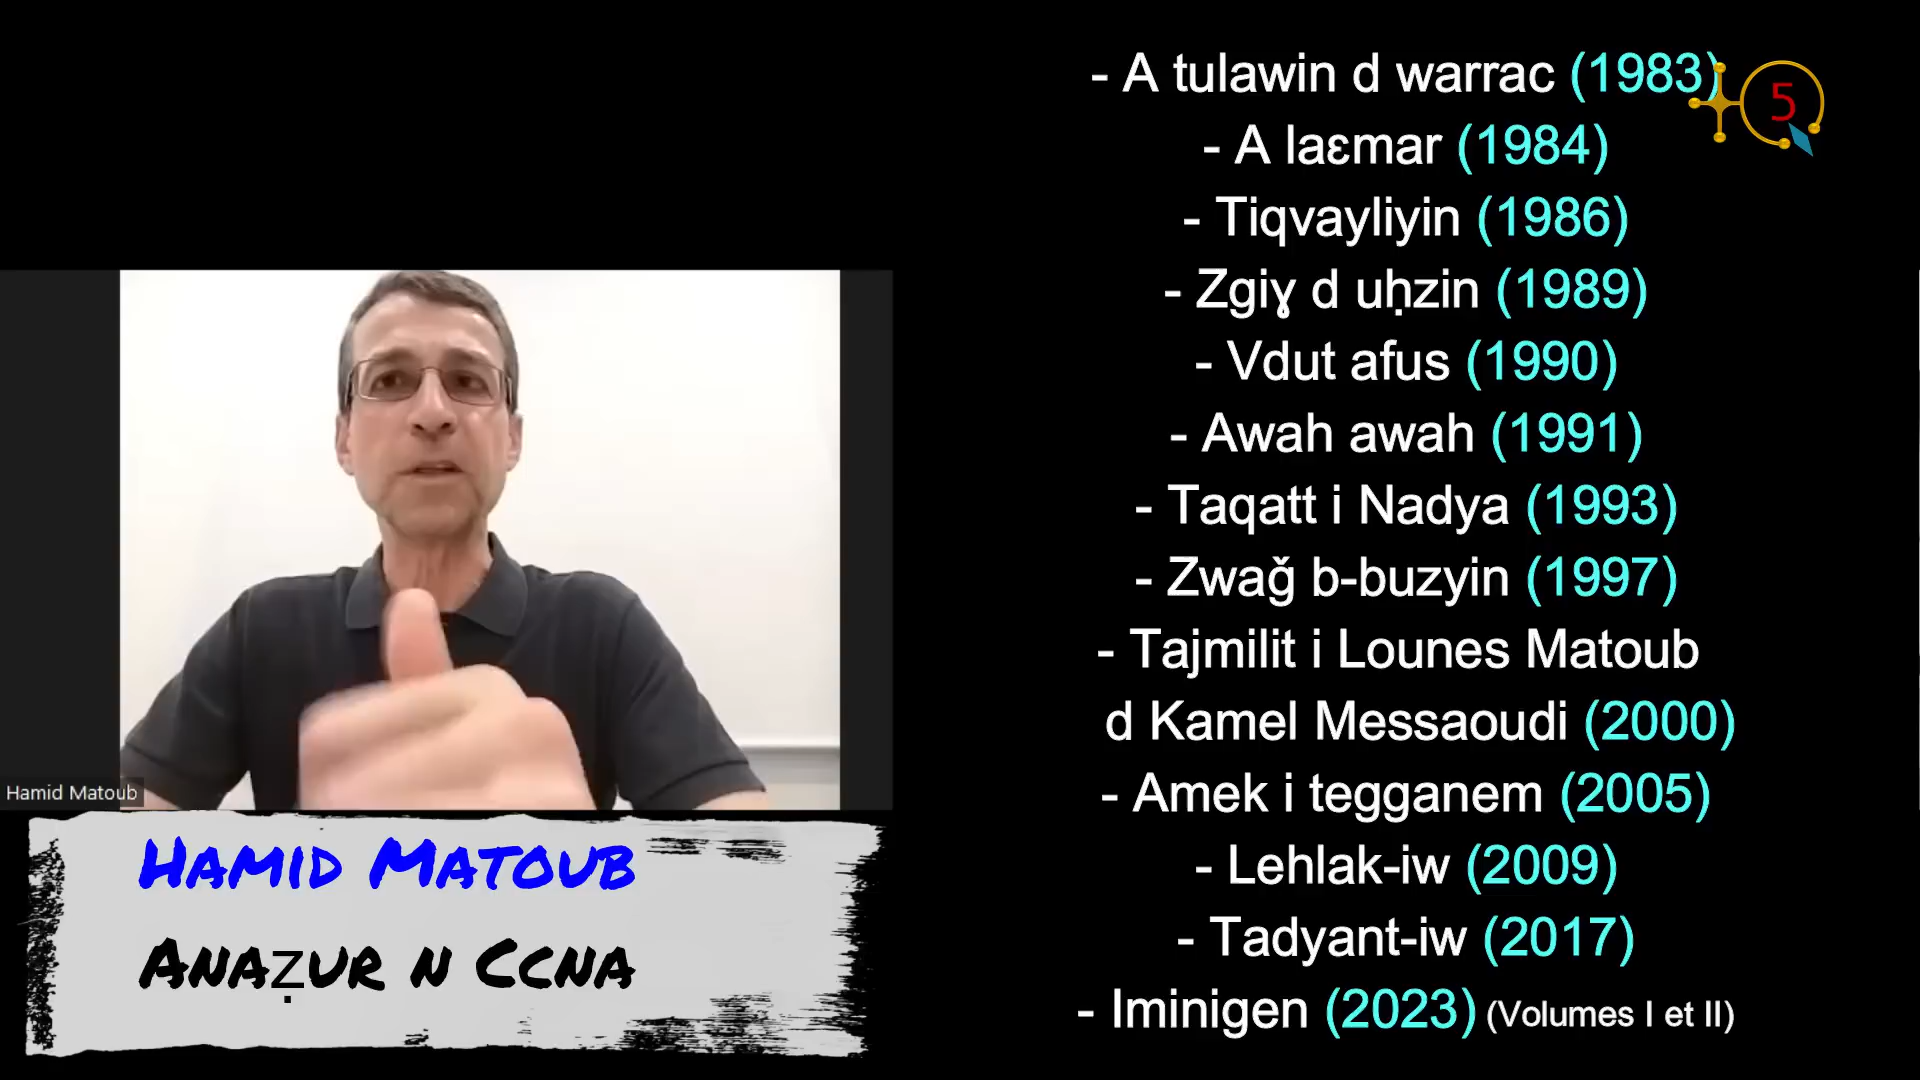 - A tulawin d warrac (1983)
5
- A laɛmar (1984)
- Tiqvayliyin (1986)
- Zgiɣ d uḥzin (1989)
- Vdut afus (1990)
- Awah awah (1991)
- Taqatt i Nadya (1993)
- Zwağ b-buzyin (1997)
- Tajmilit i Lounes Matoub
d Kamel Messaoudi (2000)
- Amek i tegganem (2005)
- Lehlak-iw (2009)
- Tadyant-iw (2017)
- Iminigen (2023) (Volumes I et II)
Hamid Matoub
Hamid Matoub
Anaẓur n Ccna